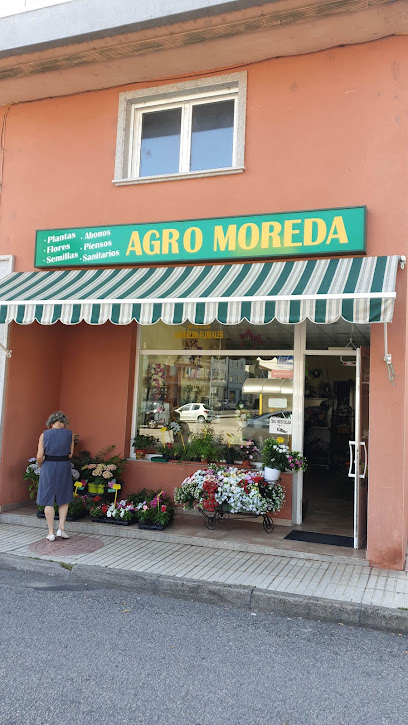 · Plantas
· Flores
· Semillas
· Abonos
· Piensos
· Sanitarios
AGRO MOREDA